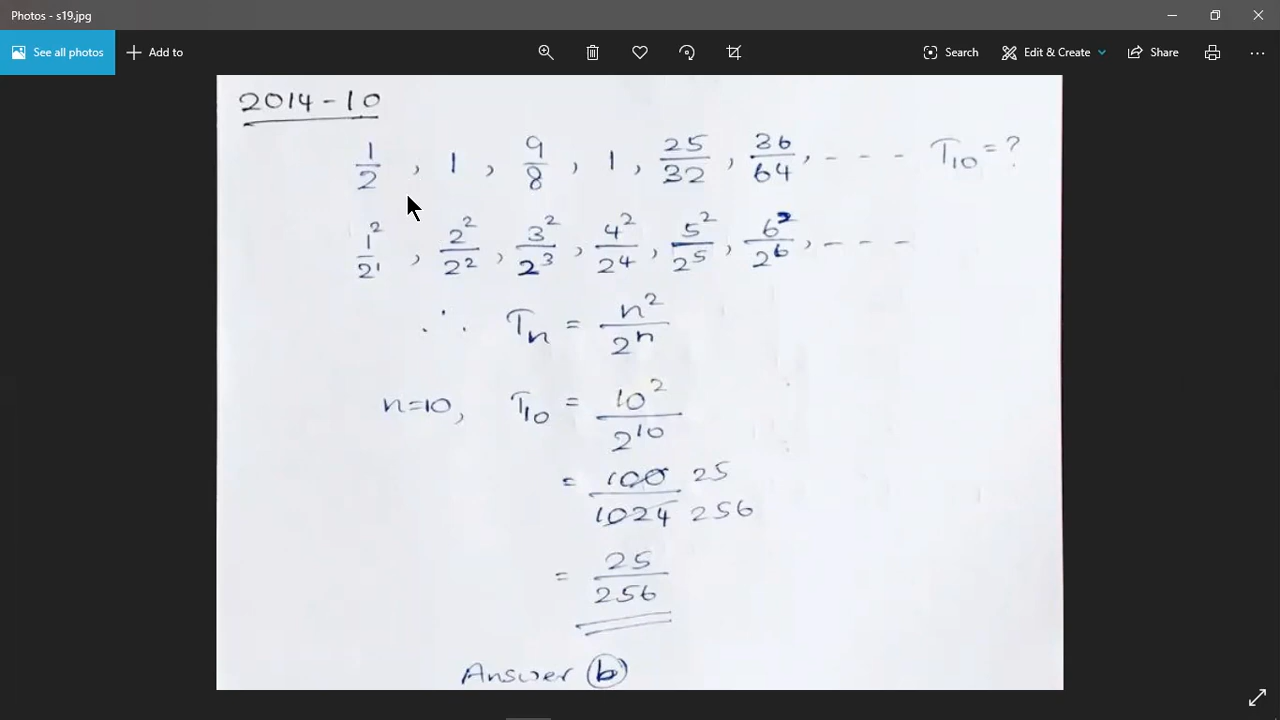 Photos - s19.jpg
See all photos Add to Search Edit & Create Share
2014 - 10
1/2 , 1 , 9/8 , 1 , 25/32 , 36/64 , - - - T₁₀ = ?
1²/2¹ , 2²/2² , 3²/2³ , 4²/2⁴ , 5²/2⁵ , 6²/2⁶ , - - -
∴ Tₙ = n²/2ⁿ
n=10, T₁₀ = 10²/2¹⁰
= 100/1024 25/256
= 25/256
Answer (b)